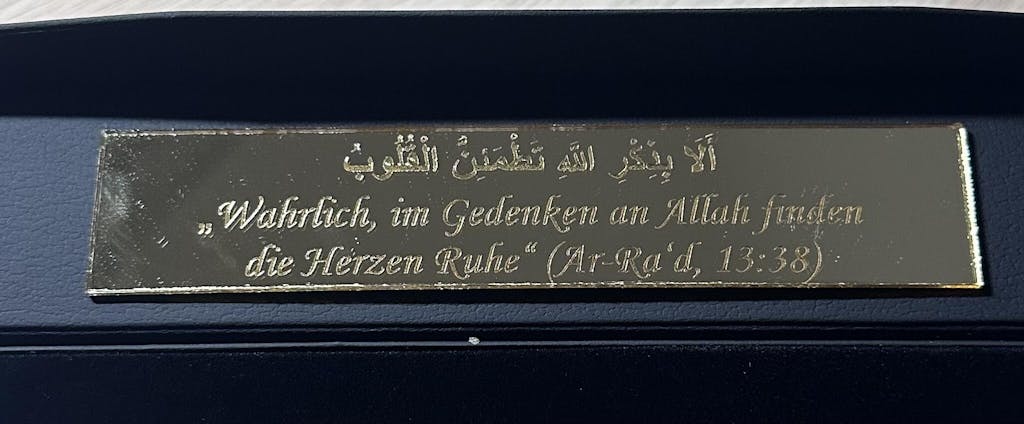 أَلَا بِذِكْرِ اللَّهِ تَطْمَئِنُّ الْقُلُوبُ
„Wahrlich, im Gedenken an Allah finden
die Herzen Ruhe“ (Ar-Ra‘d, 13:38)